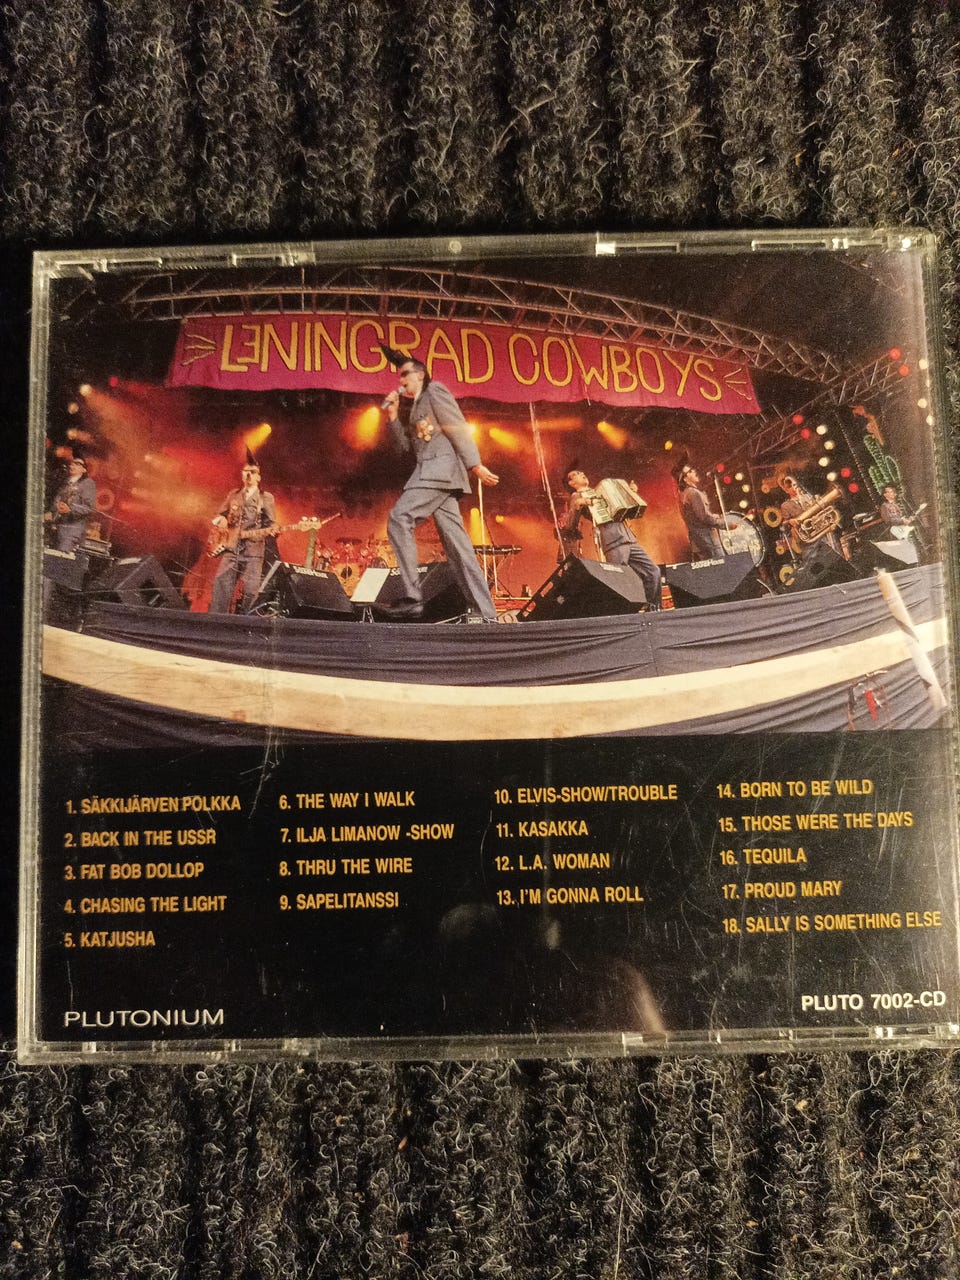 LENINGRAD COWBOYS
1. SÄKKIJÄRVEN POLKKA
2. BACK IN THE USSR
3. FAT BOB DOLLOP
4. CHASING THE LIGHT
5. KATJUSHA
6. THE WAY I WALK
7. ILJA LIMANOW -SHOW
8. THRU THE WIRE
9. SAPELITANSSI
10. ELVIS-SHOW/TROUBLE
11. KASAKKA
12. L.A. WOMAN
13. I'M GONNA ROLL
14. BORN TO BE WILD
15. THOSE WERE THE DAYS
16. TEQUILA
17. PROUD MARY
18. SALLY IS SOMETHING ELSE
PLUTONIUM
PLUTO 7002-CD